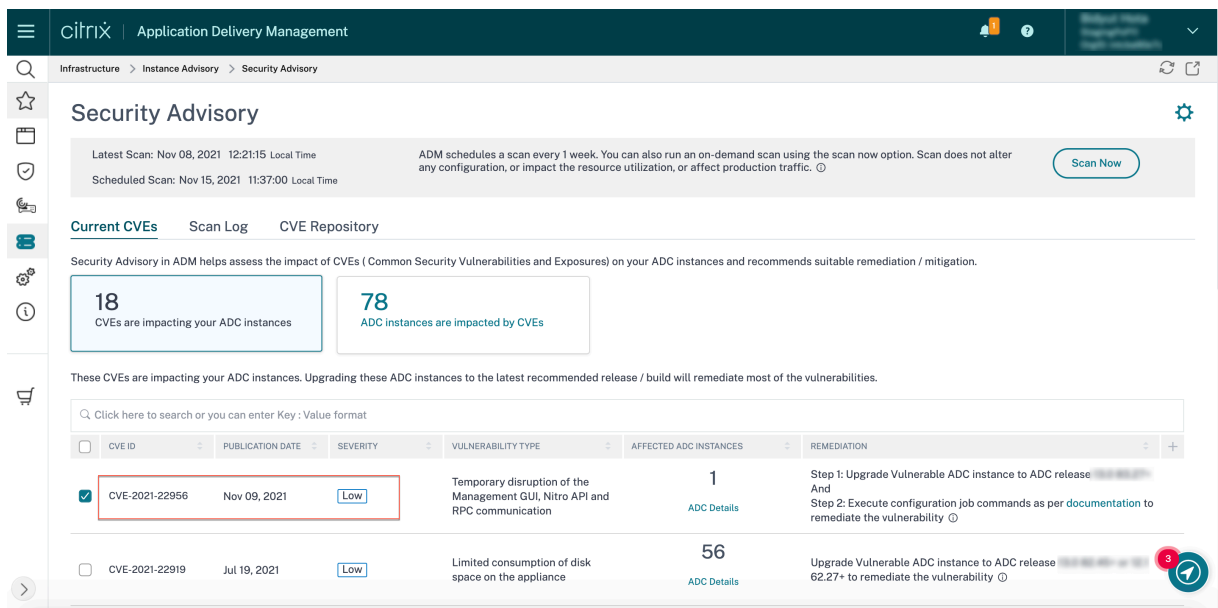 citrix Application Delivery Management 1
Infrastructure > Instance Advisory > Security Advisory
Security Advisory
Latest Scan: Nov 08, 2021 12:21:15 Local Time
Scheduled Scan: Nov 15, 2021 11:37:00 Local Time
ADM schedules a scan every 1 week. You can also run an on-demand scan using the scan now option. Scan does not alter
any configuration, or impact the resource utilization, or affect production traffic.
Scan Now
Current CVEs Scan Log CVE Repository
Security Advisory in ADM helps assess the impact of CVEs ( Common Security Vulnerabilities and Exposures) on your ADC instances and recommends suitable remediation / mitigation.
18
CVEs are impacting your ADC instances
78
ADC instances are impacted by CVEs
These CVEs are impacting your ADC instances. Upgrading these ADC instances to the latest recommended release / build will remediate most of the vulnerabilities.
Click here to search or you can enter Key : Value format
CVE ID PUBLICATION DATE SEVERITY VULNERABILITY TYPE AFFECTED ADC INSTANCES REMEDIATION
CVE-2021-22956 Nov 09, 2021 Low
Temporary disruption of the
Management GUI, Nitro API and
RPC communication
1
ADC Details
Step 1: Upgrade Vulnerable ADC instance to ADC release
And
Step 2: Execute configuration job commands as per documentation to
remediate the vulnerability
CVE-2021-22919 Jul 19, 2021 Low
Limited consumption of disk
space on the appliance
56
ADC Details
Upgrade Vulnerable ADC instance to ADC release
62.27+ to remediate the vulnerability
3